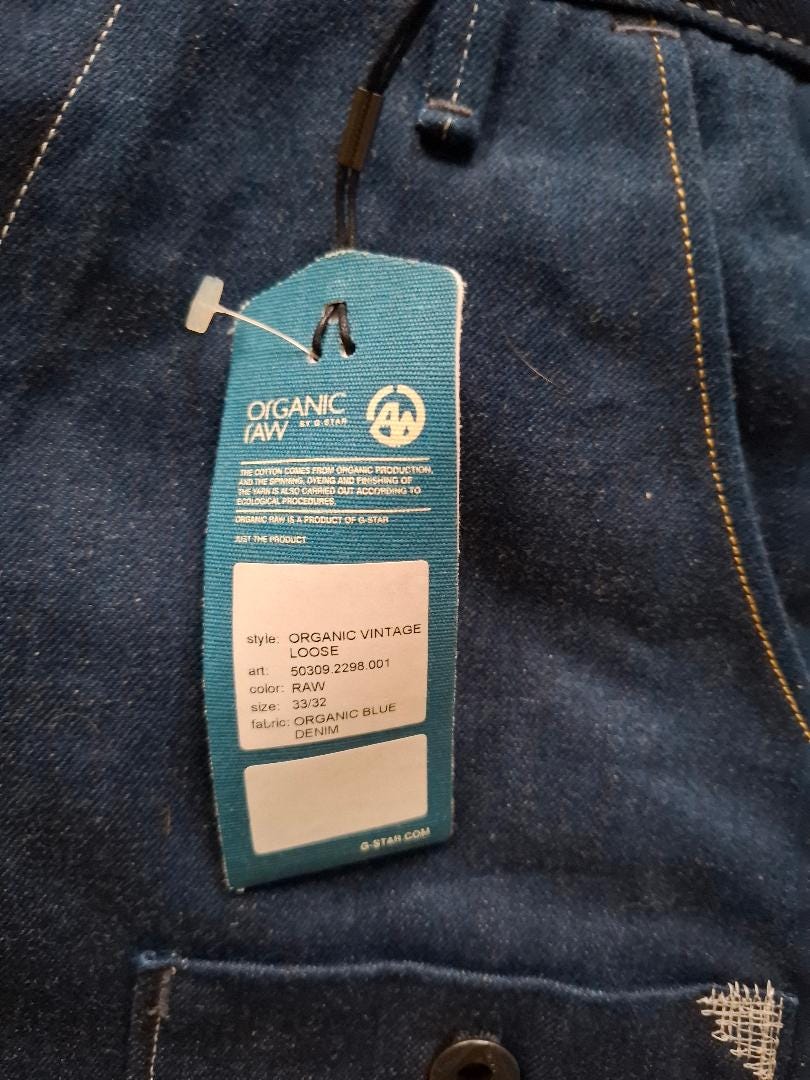 OrGANIC
rAW BY G-STAR
THE COTTON COMES FROM ORGANIC PRODUCTION,
AND THE SPINNING, DYEING AND FINISHING OF
THE YARN IS ALSO CARRIED OUT ACCORDING TO
ECOLOGICAL PROCEDURES.
ORGANIC RAW IS A PRODUCT OF G-STAR
JUST THE PRODUCT
style: ORGANIC VINTAGE
LOOSE
art: 50309.2298.001
color: RAW
size: 33/32
fabric: ORGANIC BLUE
DENIM
G-STAR.COM